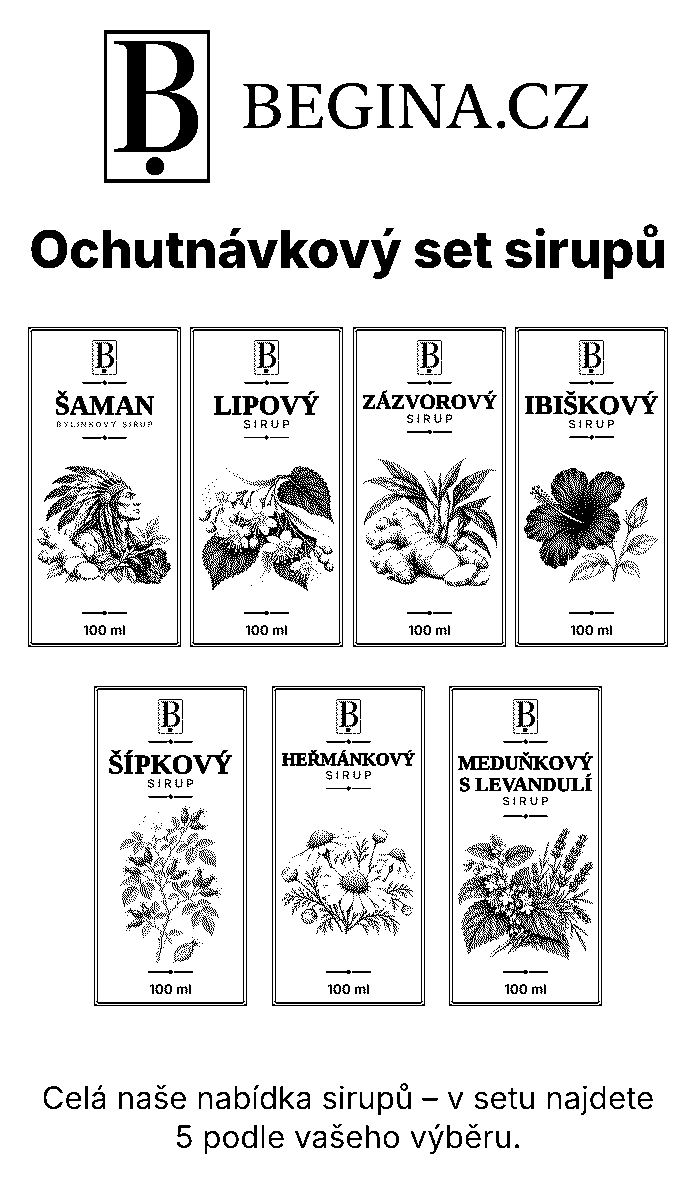 B
BEGINA.CZ
Ochutnávkový set sirupů
B
ŠAMAN
BYLINKOVÝ SIRUP
100 ml
B
LIPOVÝ
SIRUP
100 ml
B
ZÁZVOROVÝ
SIRUP
100 ml
B
IBIŠKOVÝ
SIRUP
100 ml
B
ŠÍPKOVÝ
SIRUP
100 ml
B
HEŘMÁNKOVÝ
SIRUP
100 ml
B
MEDUŇKOVÝ
S LEVANDULÍ
SIRUP
100 ml
Celá naše nabídka sirupů – v setu najdete
5 podle vašeho výběru.